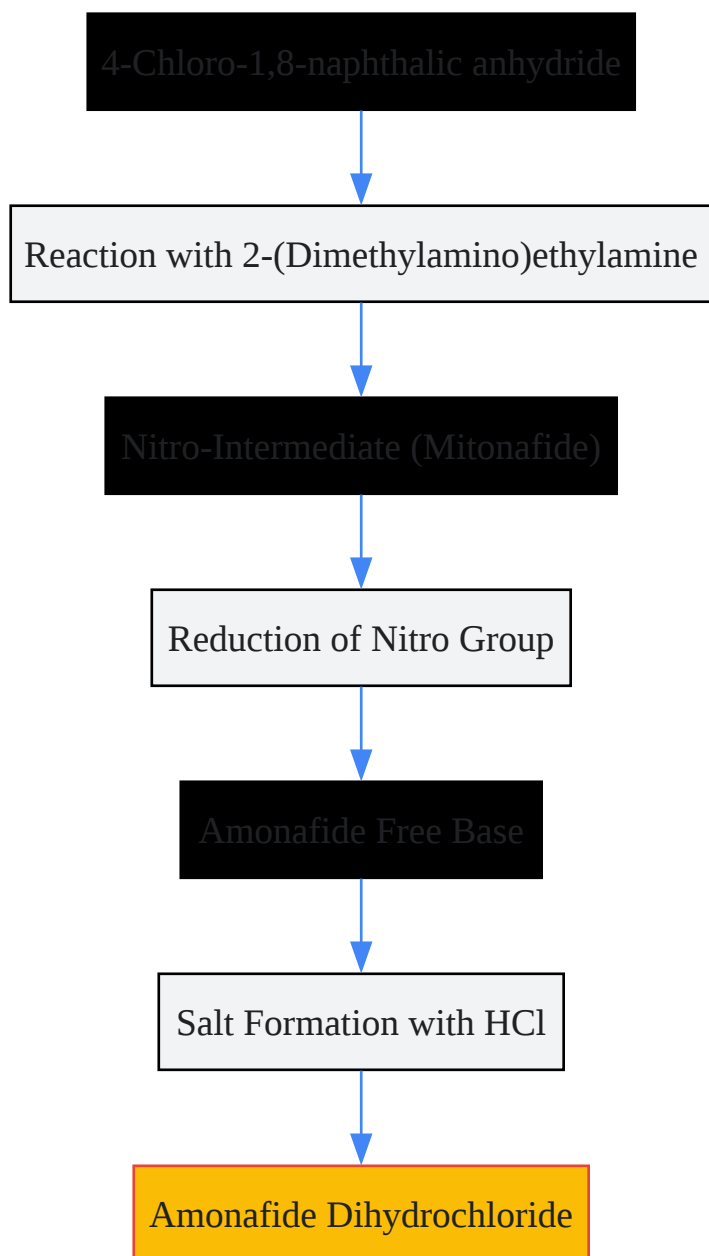 4-Chloro-1,8-naphthalic anhydride
Reaction with 2-(Dimethylamino)ethylamine
Nitro-Intermediate (Mitonafide)
Reduction of Nitro Group
Amonafide Free Base
Salt Formation with HCl
Amonafide Dihydrochloride